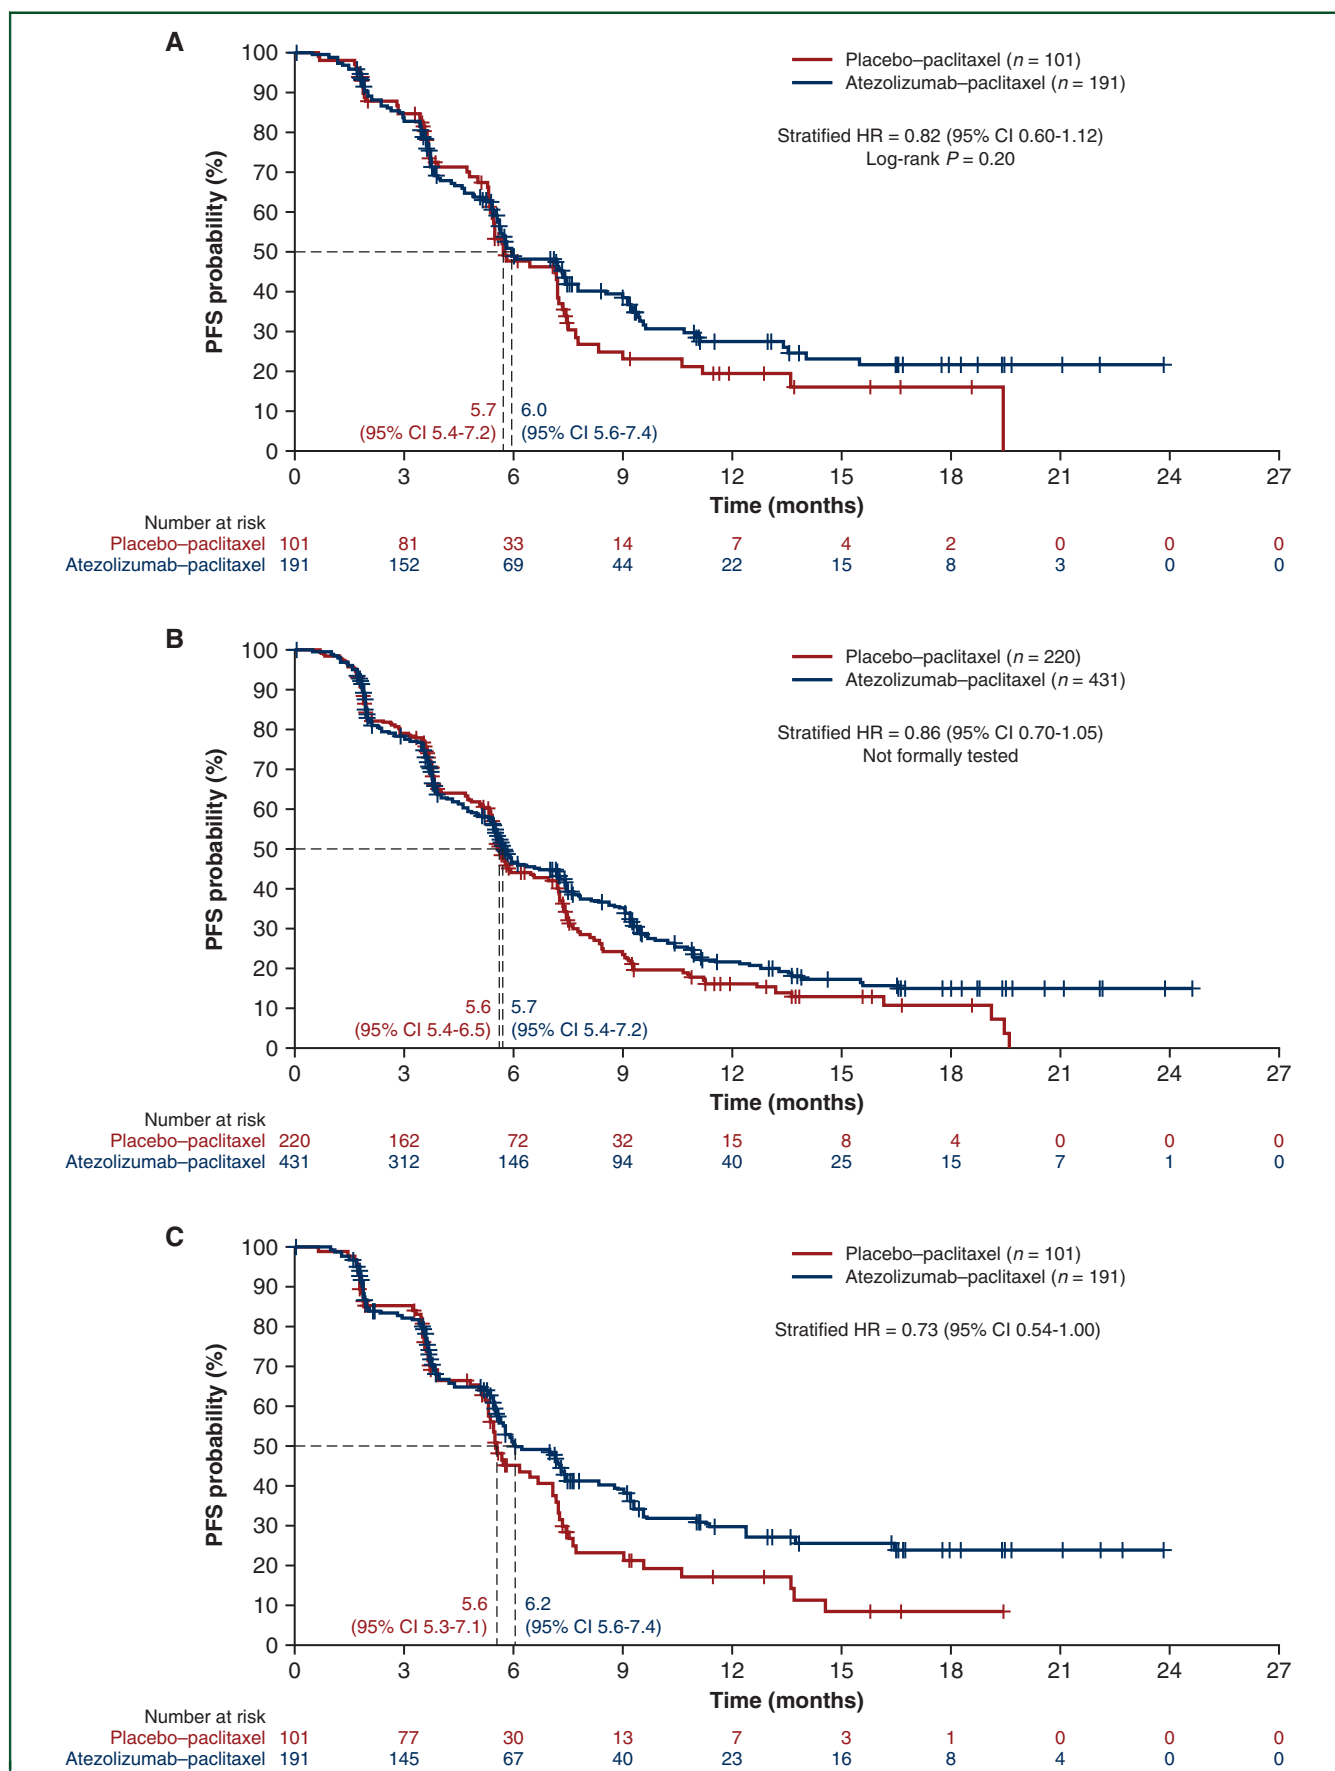 A
Placebo–paclitaxel (n = 101)
Atezolizumab–paclitaxel (n = 191)
Stratified HR = 0.82 (95% CI 0.60-1.12)
Log-rank P = 0.20
PFS probability (%)
100
90
80
70
60
50
40
30
20
10
0
5.7
(95% CI 5.4-7.2)
6.0
(95% CI 5.6-7.4)
0 3 6 9 12 15 18 21 24 27
Time (months)
Number at risk
Placebo–paclitaxel 101 81 33 14 7 4 2 0 0 0
Atezolizumab–paclitaxel 191 152 69 44 22 15 8 3 0 0
B
Placebo–paclitaxel (n = 220)
Atezolizumab–paclitaxel (n = 431)
Stratified HR = 0.86 (95% CI 0.70-1.05)
Not formally tested
PFS probability (%)
100
90
80
70
60
50
40
30
20
10
0
5.6
(95% CI 5.4-6.5)
5.7
(95% CI 5.4-7.2)
0 3 6 9 12 15 18 21 24 27
Time (months)
Number at risk
Placebo–paclitaxel 220 162 72 32 15 8 4 0 0 0
Atezolizumab–paclitaxel 431 312 146 94 40 25 15 7 1 0
C
Placebo–paclitaxel (n = 101)
Atezolizumab–paclitaxel (n = 191)
Stratified HR = 0.73 (95% CI 0.54-1.00)
PFS probability (%)
100
90
80
70
60
50
40
30
20
10
0
5.6
(95% CI 5.3-7.1)
6.2
(95% CI 5.6-7.4)
0 3 6 9 12 15 18 21 24 27
Time (months)
Number at risk
Placebo–paclitaxel 101 77 30 13 7 3 1 0 0 0
Atezolizumab–paclitaxel 191 145 67 40 23 16 8 4 0 0